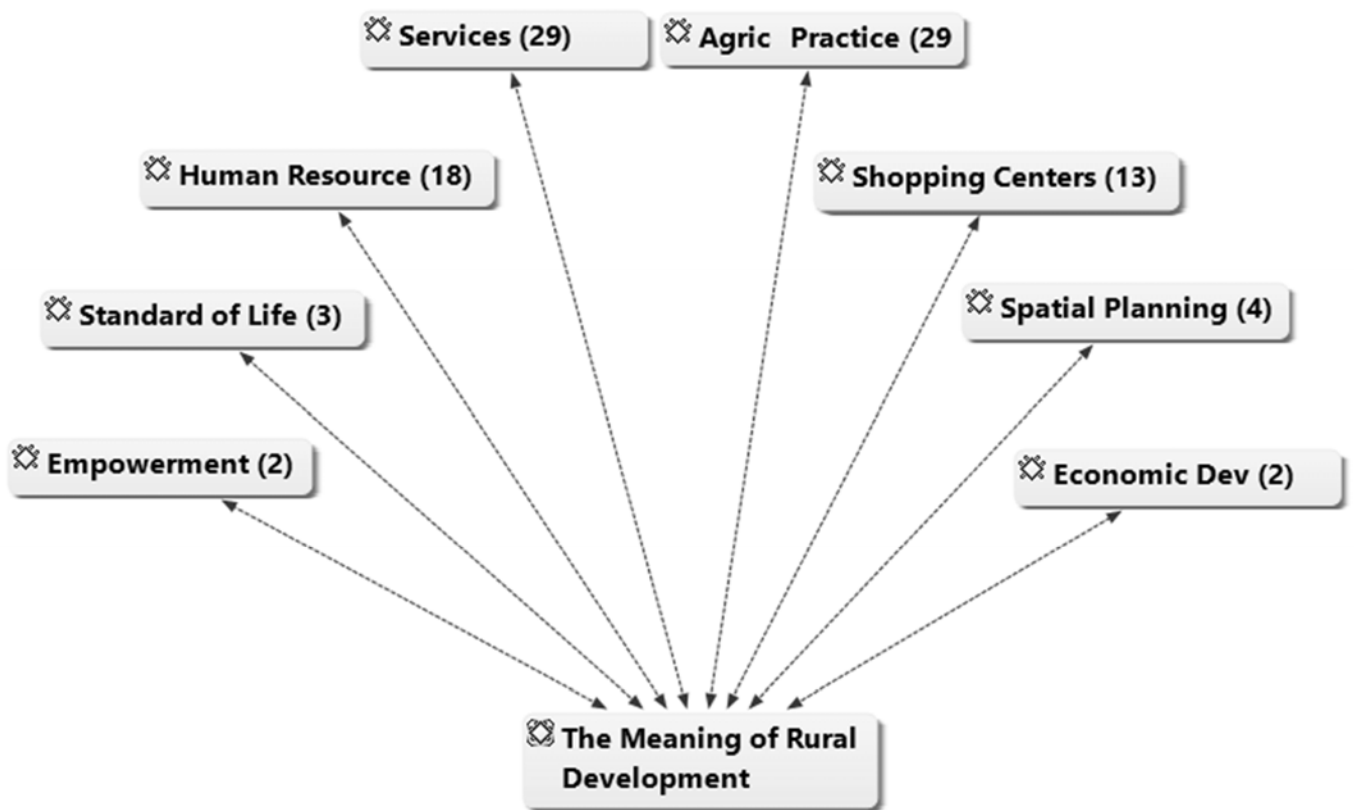 Services (29)
Agric Practice (29
Human Resource (18)
Shopping Centers (13)
Standard of Life (3)
Spatial Planning (4)
Empowerment (2)
Economic Dev (2)
The Meaning of Rural
Development